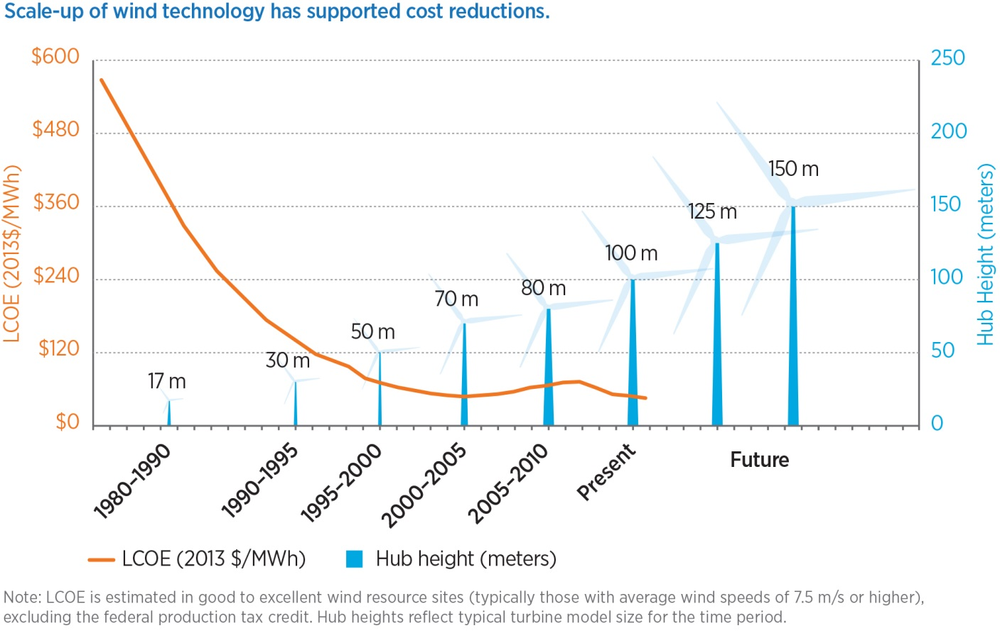 Scale-up of wind technology has supported cost reductions.
$600
$480
$360
$240
$120
$0
LCOE (2013$/MWh)
250
200
150
100
50
0
Hub Height (meters)
17 m
30 m
50 m
70 m
80 m
100 m
125 m
150 m
1980–1990
1990–1995
1995–2000
2000–2005
2005–2010
Present
Future
LCOE (2013 $/MWh)
Hub height (meters)
Note: LCOE is estimated in good to excellent wind resource sites (typically those with average wind speeds of 7.5 m/s or higher),
excluding the federal production tax credit. Hub heights reflect typical turbine model size for the time period.